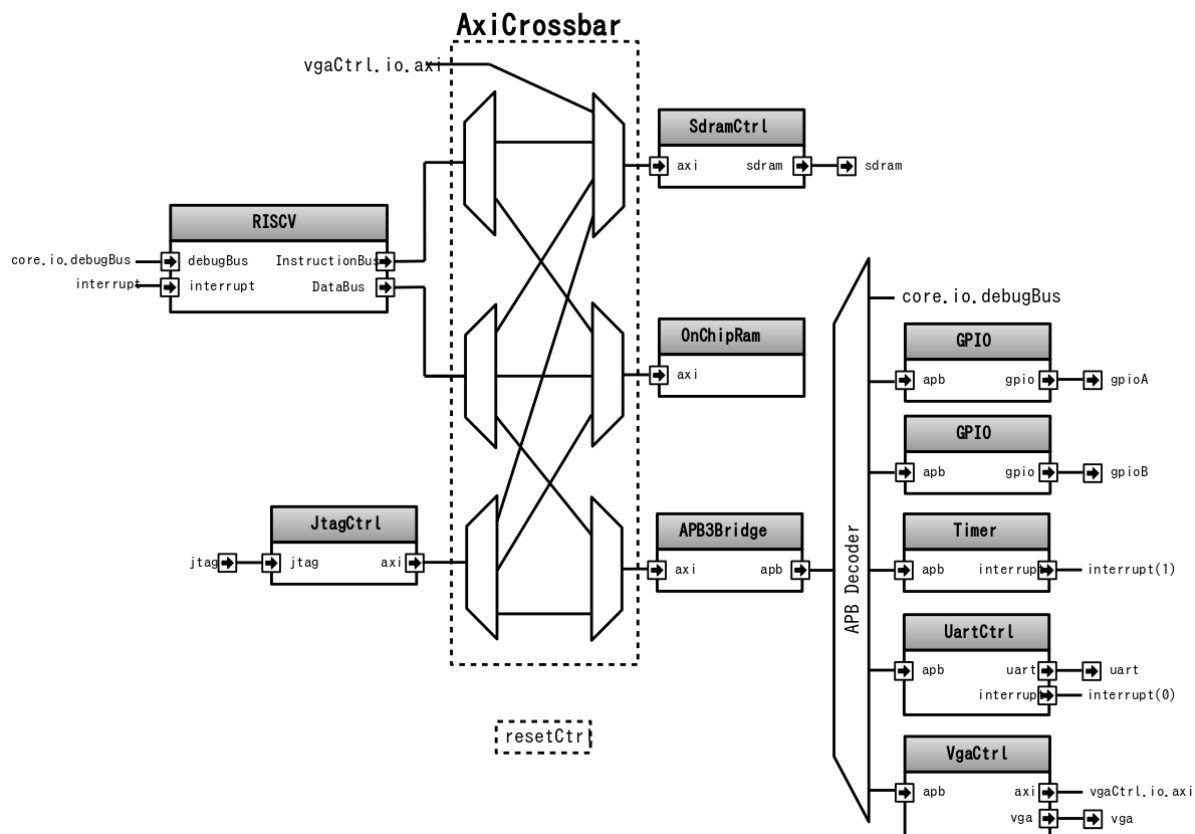 AxiCrossbar
vgaCtrl.io.axi
SdramCtrl
axi sdram sdram
RISCV
core.io.debugBus debugBus InstructionBus
interrupt interrupt DataBus
core.io.debugBus
OnChipRam
axi
GPIO
apb gpio gpioA
GPIO
apb gpio gpioB
JtagCtrl
jtag jtag axi
APB3Bridge
axi apb
APB Decoder
Timer
apb interrupt interrupt(1)
UartCtrl
apb uart uart
interrupt interrupt(0)
resetCtrl
VgaCtrl
apb axi vgaCtrl.io.axi
vga vga